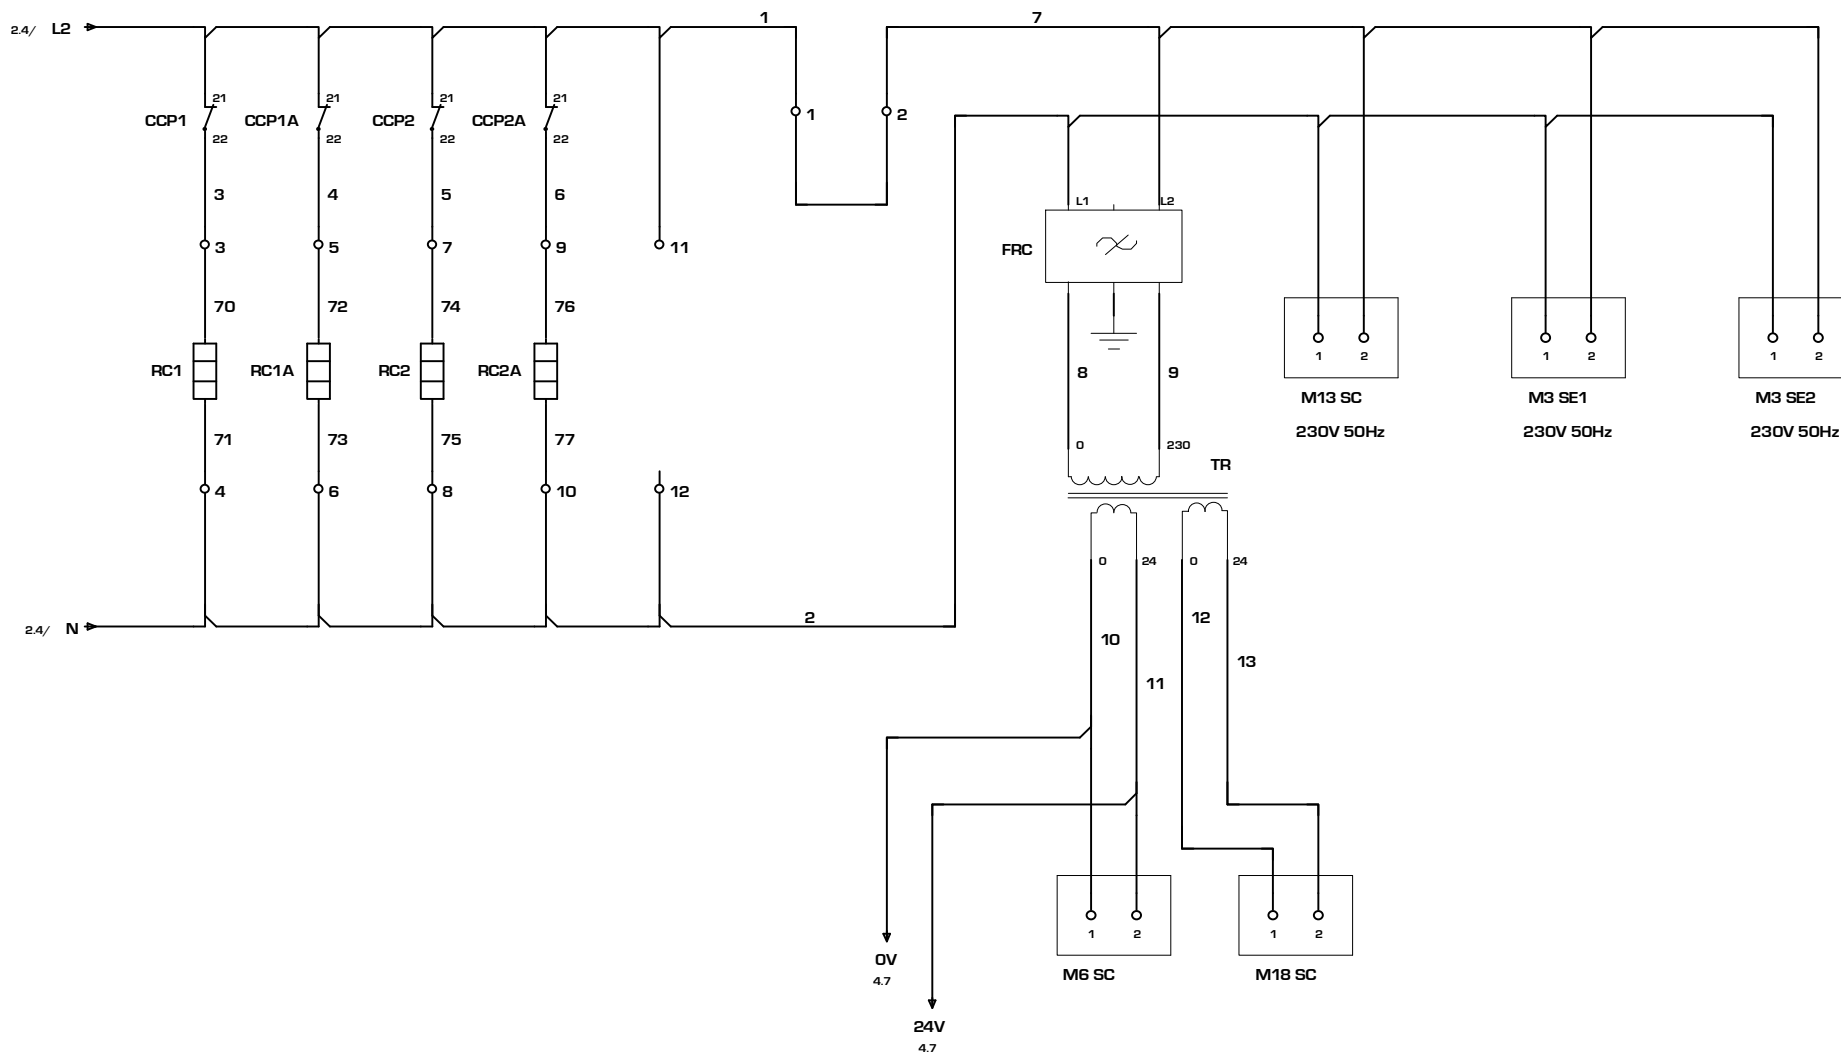 1 7
2.4/ L2
21 21 21 21
CCP1 CCP1A CCP2 CCP2A 1 2
22 22 22 22
3 4 5 6
L1 L2
3 5 7 9 11 FRC
70 72 74 76
1 2 1 2 1 2
RC1 RC1A RC2 RC2A 8 9
M13 SC M3 SE1 M3 SE2
230V 50Hz 230V 50Hz 230V 50Hz
71 73 75 77 0 230
TR
4 6 8 10 12
0 24 0 24
2 12
2.4/ N 10
13
11
1 2 1 2
0V M6 SC M18 SC
4.7
24V
4.7